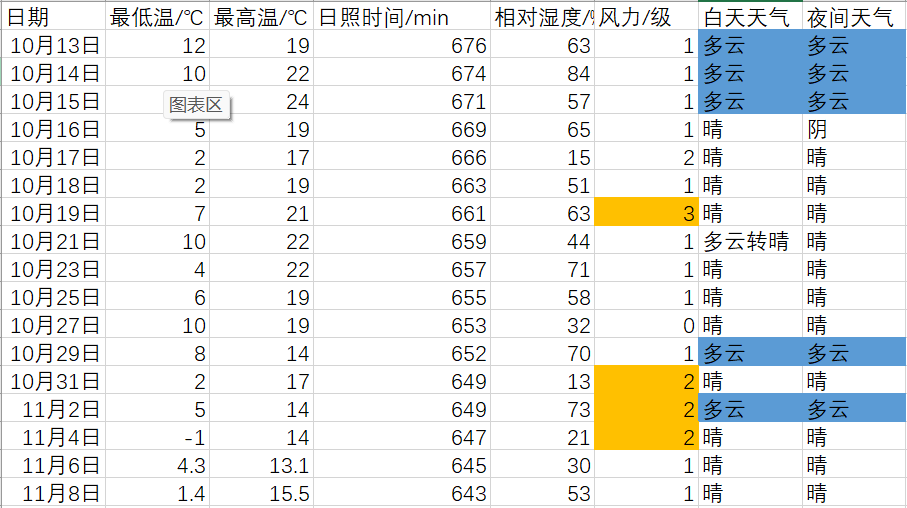 日期 最低温/℃ 最高温/℃ 日照时间/min 相对湿度/% 风力/级 白天天气 夜间天气
10月13日 12 19 676 63 1 多云 多云
10月14日 10 22 674 84 1 多云 多云
10月15日 24 671 57 1 多云 多云
图表区
10月16日 5 19 669 65 1 晴 阴
10月17日 2 17 666 15 2 晴 晴
10月18日 2 19 663 51 1 晴 晴
10月19日 7 21 661 63 3 晴 晴
10月21日 10 22 659 44 1 多云转晴 晴
10月23日 4 22 657 71 1 晴 晴
10月25日 6 19 655 58 1 晴 晴
10月27日 10 19 653 32 0 晴 晴
10月29日 8 14 652 70 1 多云 多云
10月31日 2 17 649 13 2 晴 晴
11月2日 5 14 649 73 2 多云 多云
11月4日 -1 14 647 21 2 晴 晴
11月6日 4.3 13.1 645 30 1 晴 晴
11月8日 1.4 15.5 643 53 1 晴 晴